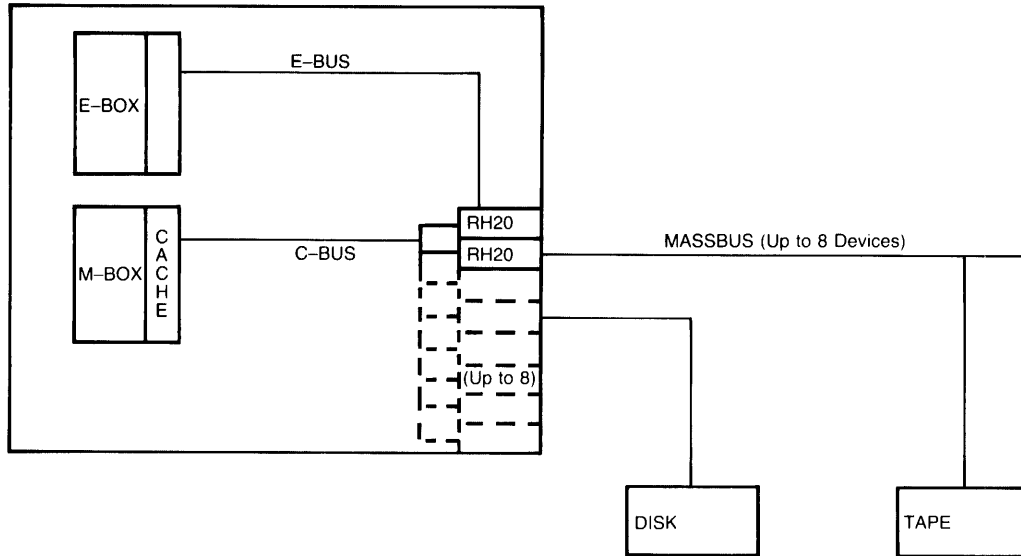 E-BUS
E-BOX
RH20
M-BOX
CACHE
C-BUS
RH20
MASSBUS (Up to 8 Devices)
(Up to 8)
DISK
TAPE